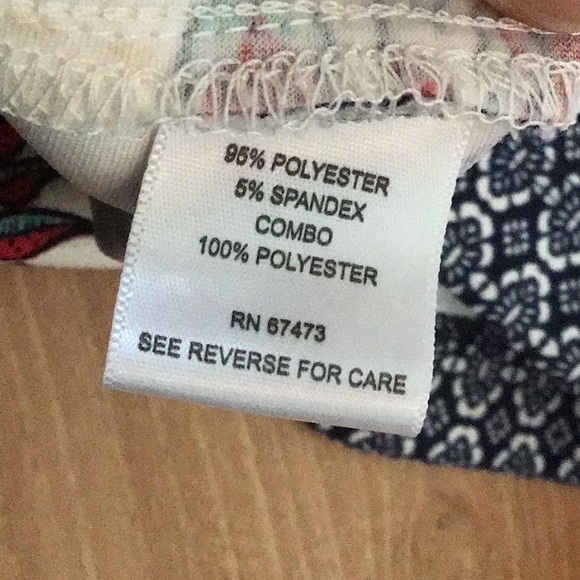 95% POLYESTER
5% SPANDEX
COMBO
100% POLYESTER
RN 67473
SEE REVERSE FOR CARE